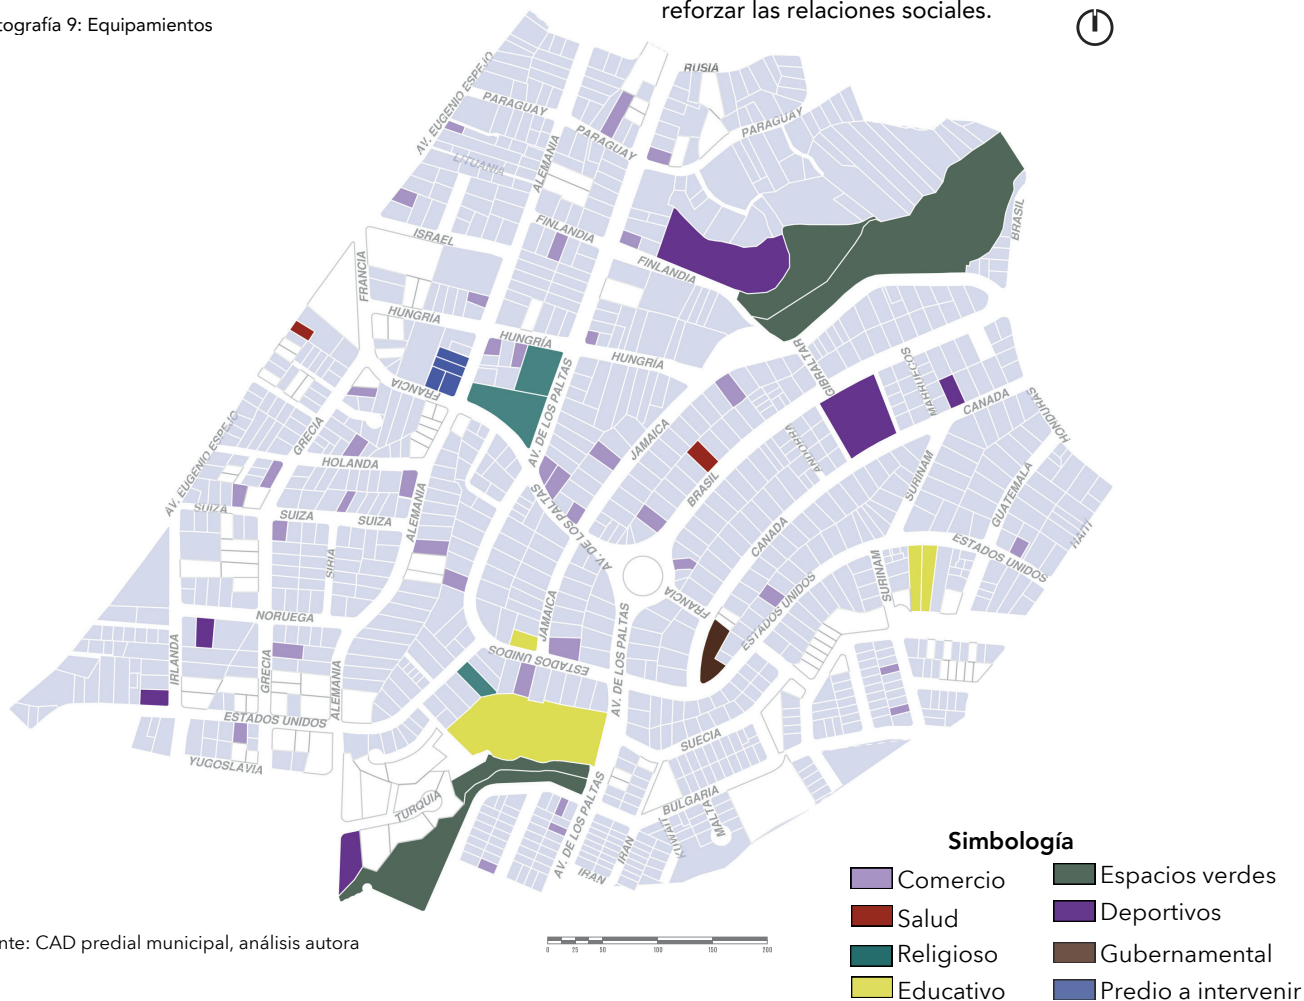 reforzar las relaciones sociales.
tografía 9: Equipamientos
RUSIA
AV. EUGENIO ESPEJO
PARAGUAY
PARAGUAY
PARAGUAY
LITUANIA
ALEMANIA
BRASIL
FINLANDIA
ISRAEL
FINLANDIA
FRANCIA
HUNGRIA
HUNGRIA
HUNGRIA
GIBRALTAR
MARRUECOS
FRANCIA
AV. DE LOS PALTAS
CANADA
HONDURAS
AV. EUGENIO ESPEJO
GRECIA
JAMAICA
ANDORRA
HOLANDA
BRASIL
SURINAM
GUATEMALA
SUIZA
SUIZA
SUIZA
ALEMANIA
AV. DE LOS PALTAS
CANADA
HAITI
ESTADOS UNIDOS
SIRIA
SURINAM
FRANCIA
ESTADOS UNIDOS
NORUEGA
JAMAICA
AV. DE LOS PALTAS
IRLANDA
GRECIA
ALEMANIA
ESTADOS UNIDOS
ESTADOS UNIDOS
SUECIA
YUGOSLAVIA
TURQUIA
BULGARIA
AV. DE LOS PALTAS
MALTA
KUWAIT
IRAN
IRAN
Simbología
Comercio
Espacios verdes
Salud
Deportivos
Religioso
Gubernamental
Educativo
Predio a intervenir
nte: CAD predial municipal, análisis autora
0 25 50 100 150 200